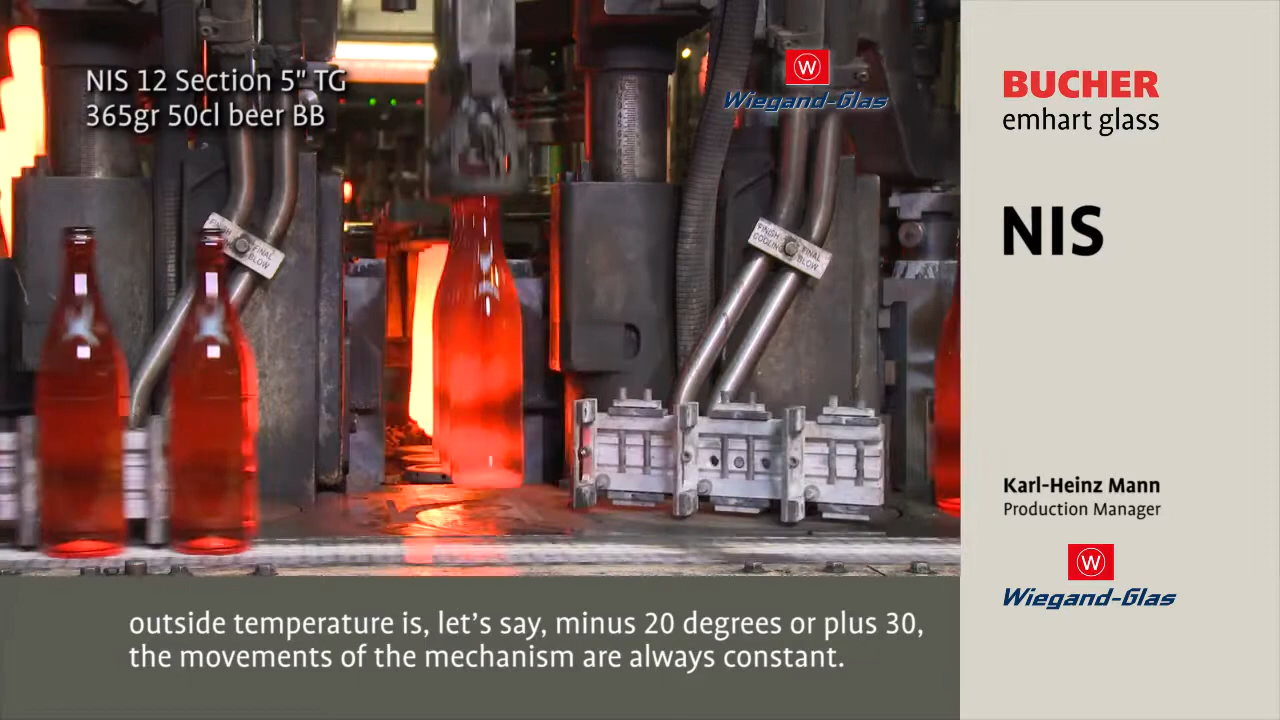 NIS 12 Section 5" TG
365gr 50cl beer BB
W
Wiegand-Glas
FINISH COOLING
FINAL BLOW
FINISH COOLING
FINAL BLOW
outside temperature is, let's say, minus 20 degrees or plus 30,
the movements of the mechanism are always constant.
BUCHER
emhart glass
NIS
Karl-Heinz Mann
Production Manager
W
Wiegand-Glas